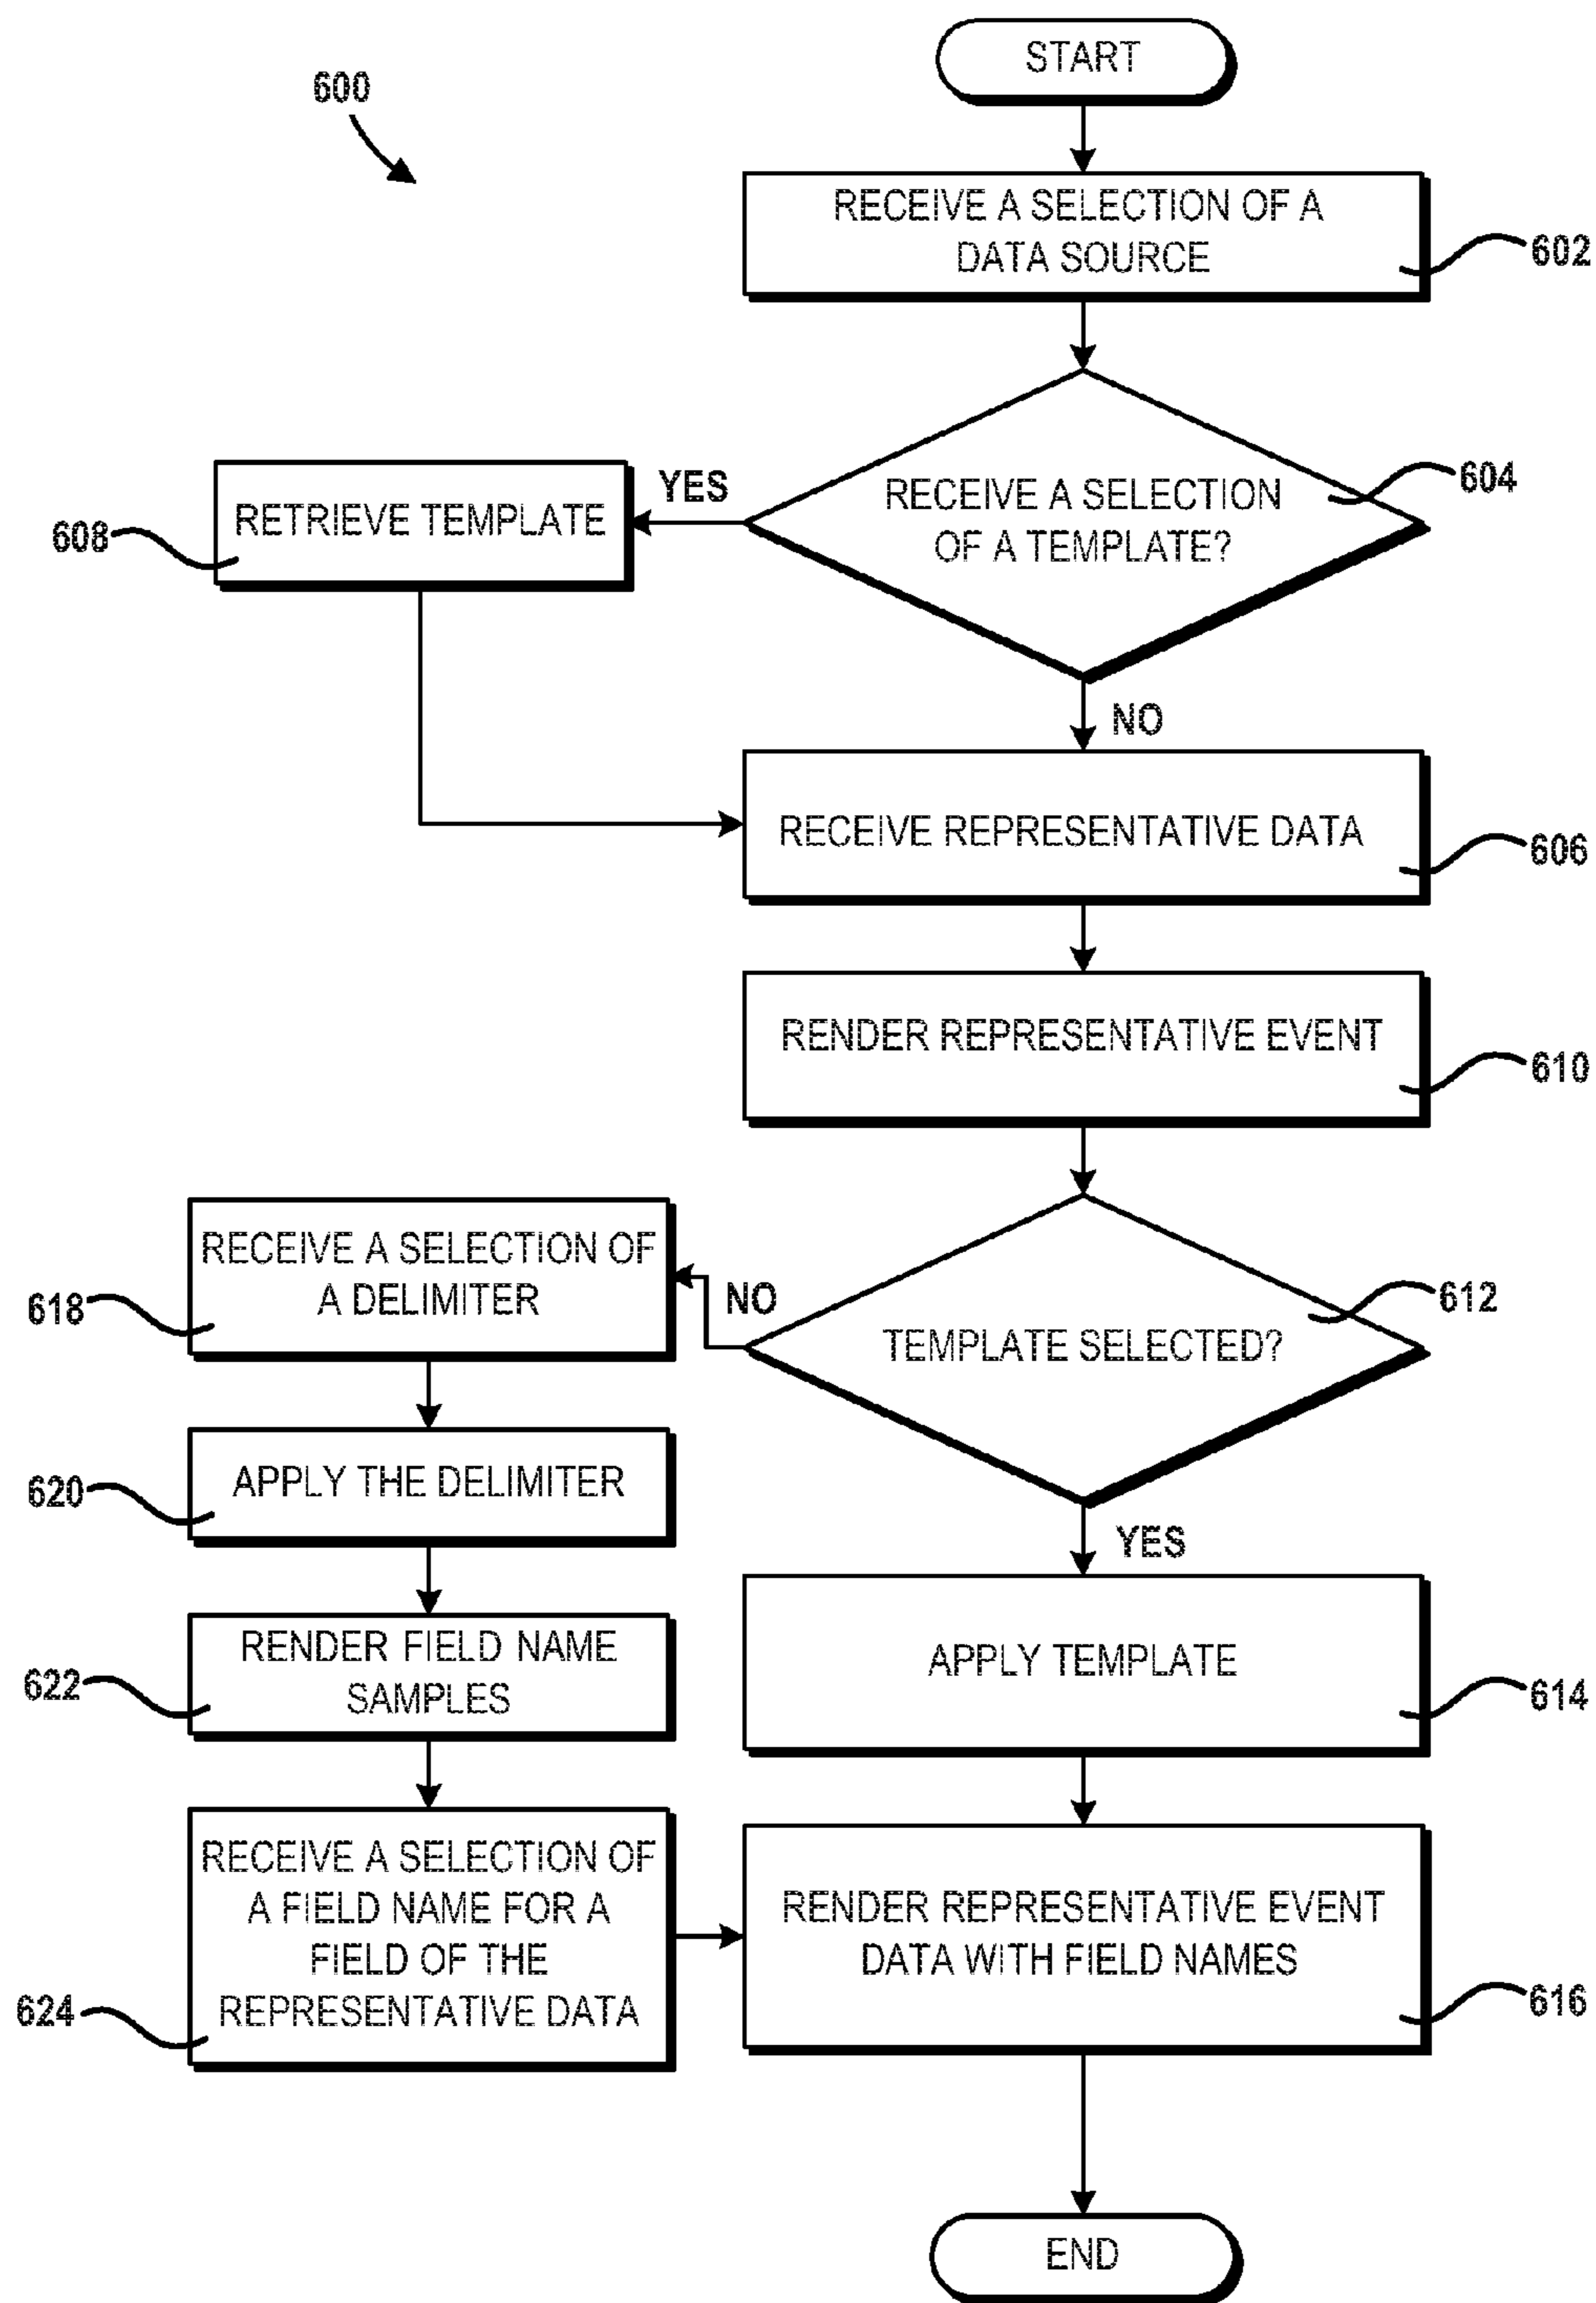 START
600
RECEIVE A SELECTION OF A
DATA SOURCE
602
RECEIVE A SELECTION
OF A TEMPLATE?
604
YES
RETRIEVE TEMPLATE
608
NO
RECEIVE REPRESENTATIVE DATA
606
RENDER REPRESENTATIVE EVENT
610
TEMPLATE SELECTED?
612
NO
RECEIVE A SELECTION OF
A DELIMITER
618
APPLY THE DELIMITER
620
RENDER FIELD NAME
SAMPLES
622
RECEIVE A SELECTION OF
A FIELD NAME FOR A
FIELD OF THE
REPRESENTATIVE DATA
624
YES
APPLY TEMPLATE
614
RENDER REPRESENTATIVE EVENT
DATA WITH FIELD NAMES
616
END